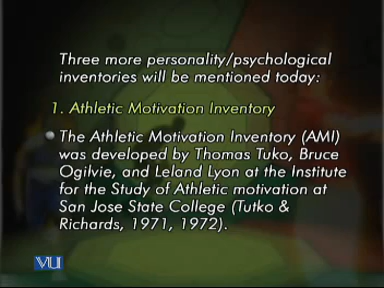 Three more personality/psychological
inventories will be mentioned today:
1. Athletic Motivation Inventory
The Athletic Motivation Inventory (AMI)
was developed by Thomas Tuko, Bruce
Ogilvie, and Leland Lyon at the Institute
for the Study of Athletic motivation at
San Jose State College (Tutko &
Richards, 1971, 1972).
VU